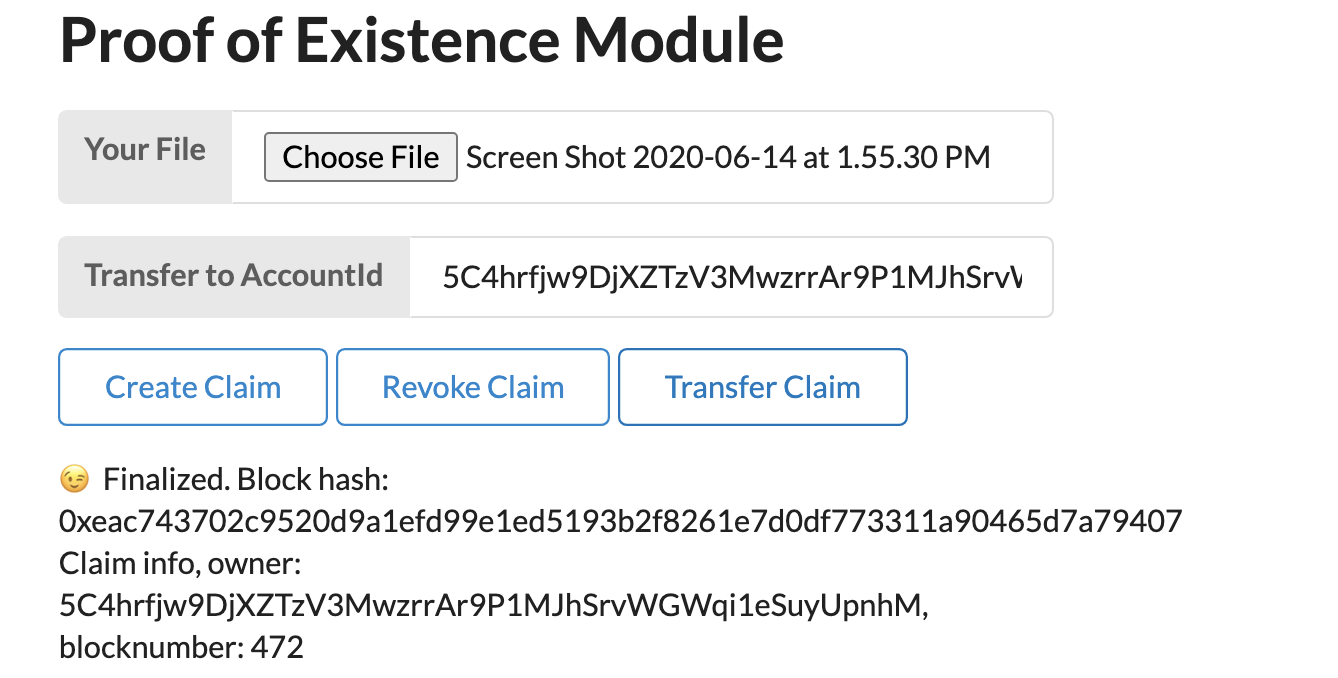 Proof of Existence Module
Your File
Choose File Screen Shot 2020-06-14 at 1.55.30 PM
Transfer to AccountId
5C4hrfjw9DjXZTzV3MwzrrAr9P1MJhSrvW
Create Claim
Revoke Claim
Transfer Claim
😉 Finalized. Block hash:
0xeac743702c9520d9a1efd99e1ed5193b2f8261e7d0df773311a90465d7a79407
Claim info, owner:
5C4hrfjw9DjXZTzV3MwzrrAr9P1MJhSrvWGWqi1eSuyUpnhM,
blocknumber: 472